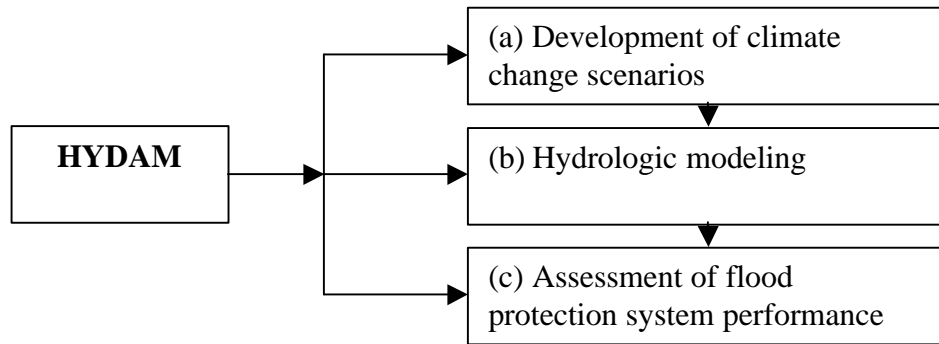 HYDAM
(a) Development of climate
change scenarios
(b) Hydrologic modeling
(c) Assessment of flood
protection system performance